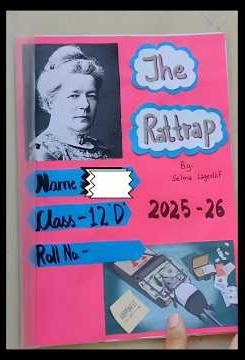 The
Rattrap
By:
Selma Lagerlöf
Name
Class - 12 'D'
Roll No -
2025 - 26